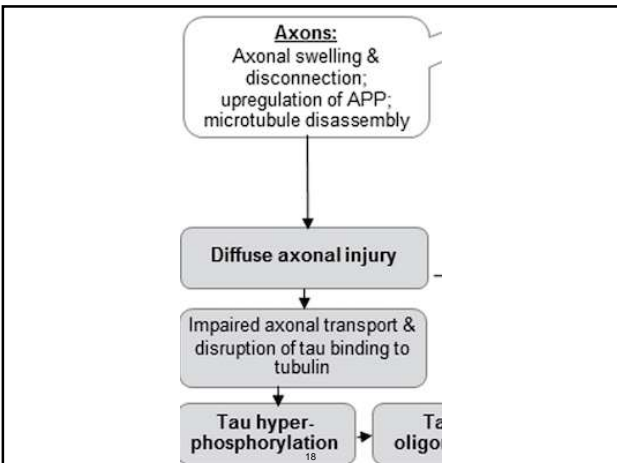 Axons:
Axonal swelling &
disconnection;
upregulation of APP;
microtubule disassembly
Diffuse axonal injury
Impaired axonal transport &
disruption of tau binding to
tubulin
Tau hyper-
phosphorylation
18